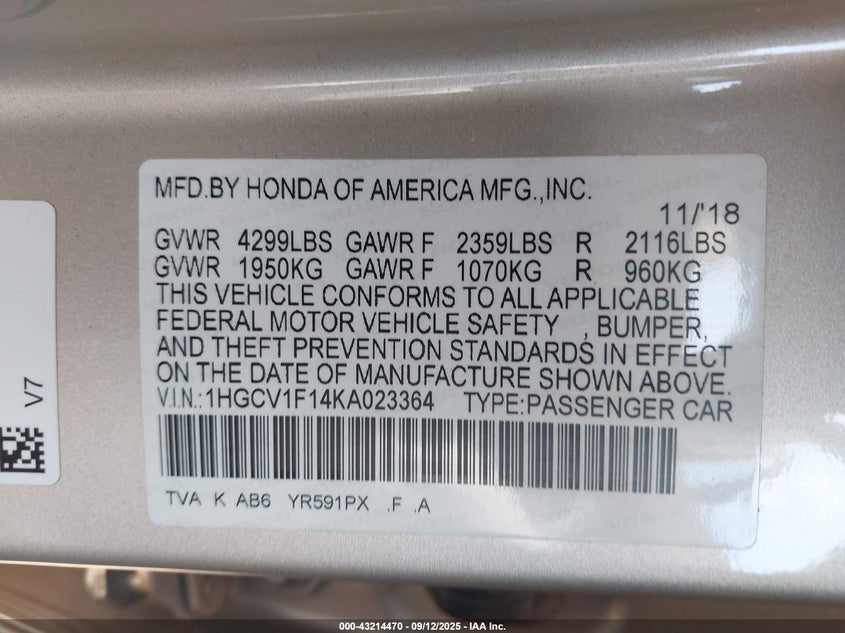 MFD.BY HONDA OF AMERICA MFG.,INC.
11/'18
GVWR 4299LBS GAWR F 2359LBS R 2116LBS
GVWR 1950KG GAWR F 1070KG R 960KG
THIS VEHICLE CONFORMS TO ALL APPLICABLE
FEDERAL MOTOR VEHICLE SAFETY , BUMPER,
AND THEFT PREVENTION STANDARDS IN EFFECT
ON THE DATE OF MANUFACTURE SHOWN ABOVE.
V.I.N.:1HGCV1F14KA023364 TYPE:PASSENGER CAR
TVA K AB6 YR591PX .F .A
V7
000-43214470 - 09/12/2025 - IAA Inc.